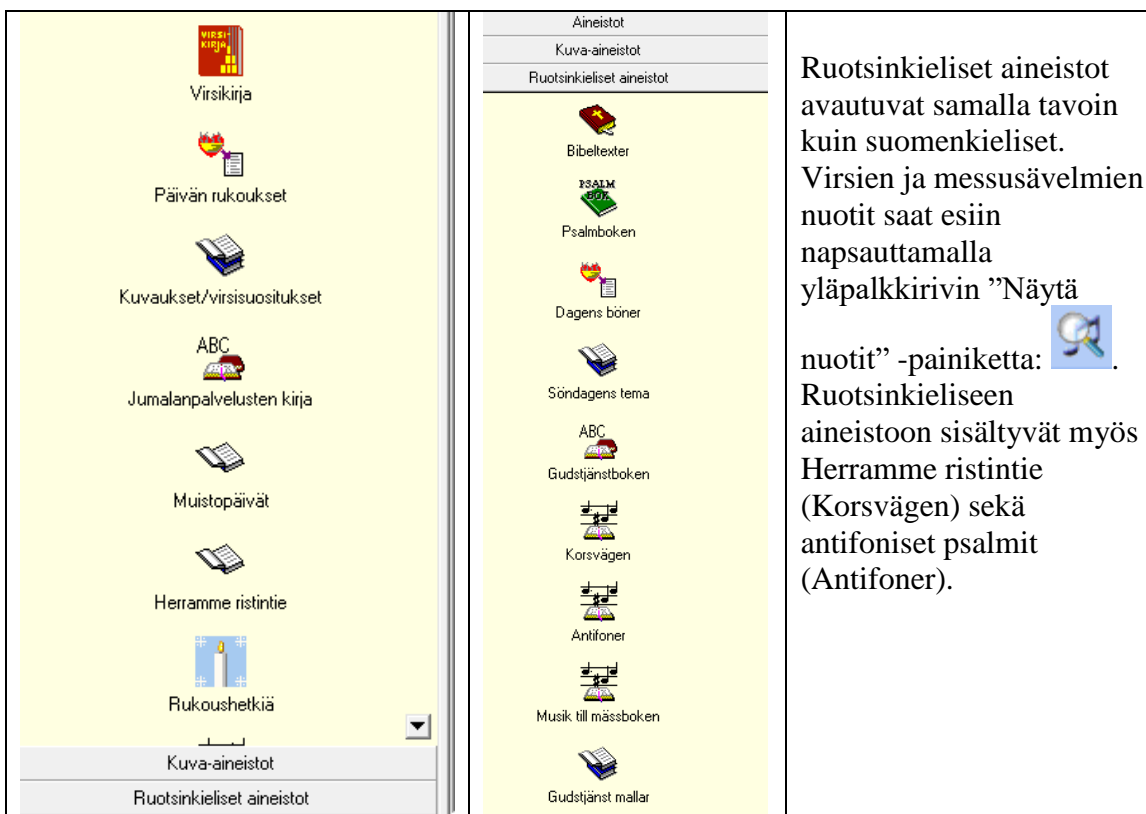 VIRSI-
KIRJA
Virsikirja
Päivän rukoukset
Kuvaukset/virsisuositukset
ABC
Jumalanpalvelusten kirja
Muistopäivät
Herramme ristintie
Rukoushetkiä
Kuva-aineistot
Ruotsinkieliset aineistot
Aineistot
Kuva-aineistot
Ruotsinkieliset aineistot
Bibeltexter
PSALM
BOK
Psalmboken
Dagens böner
Söndagens tema
ABC
Gudstjänstboken
Korsvägen
Antifoner
Musik till mässboken
Gudstjänst mallar
Ruotsinkieliset aineistot
avautuvat samalla tavoin
kuin suomenkieliset.
Virsien ja messusävelmien
nuotit saat esiin
napsauttamalla
yläpalkkirivin ”Näytä
nuotit” -painiketta: .
Ruotsinkieliseen
aineistoon sisältyvät myös
Herramme ristintie
(Korsvägen) sekä
antifoniset psalmit
(Antifoner).